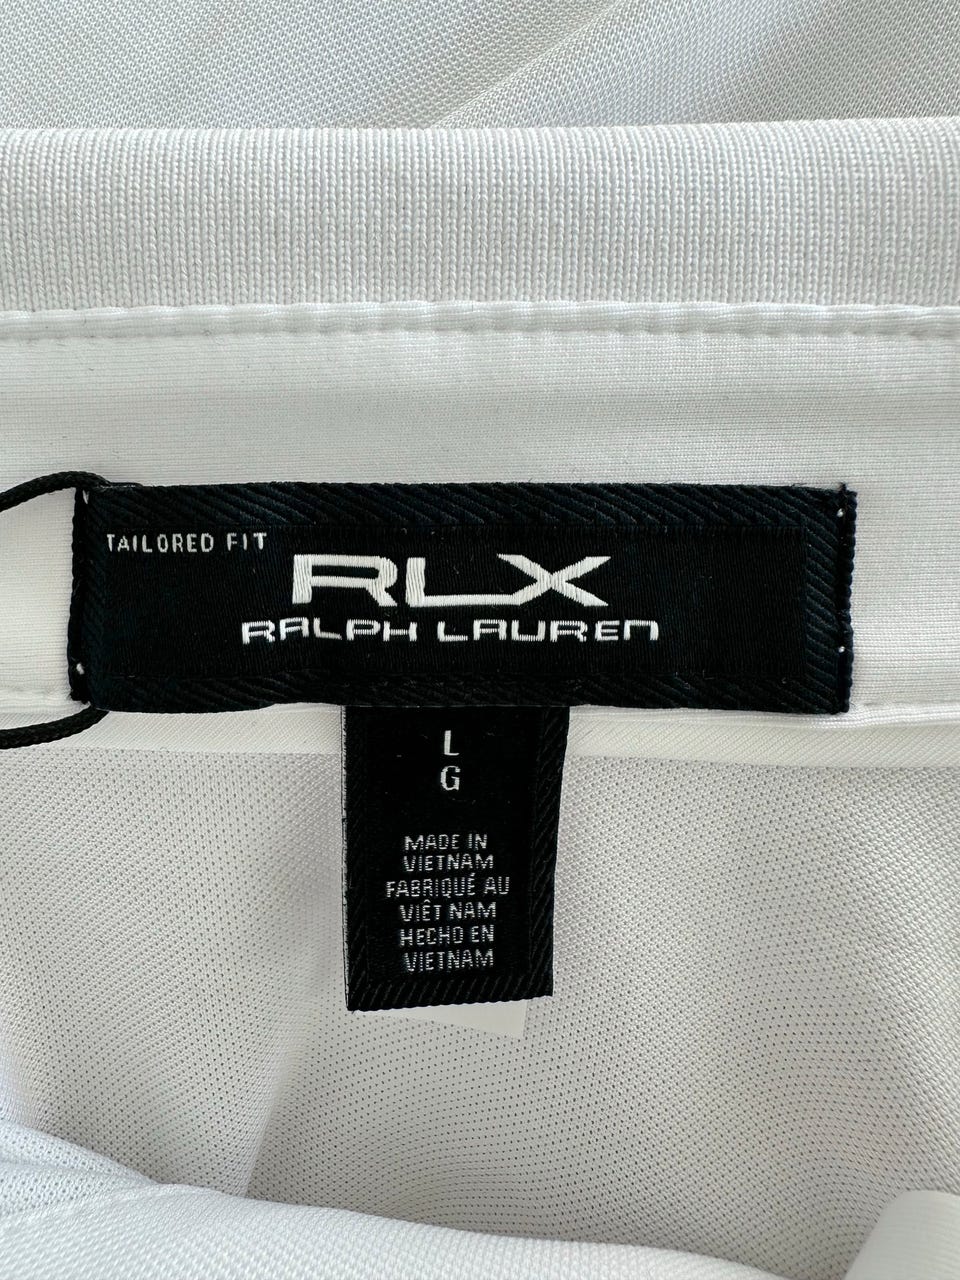 TAILORED FIT
RLX
RALPH LAUREN
L
G
MADE IN
VIETNAM
FABRIQUÉ AU
VIÊT NAM
HECHO EN
VIETNAM